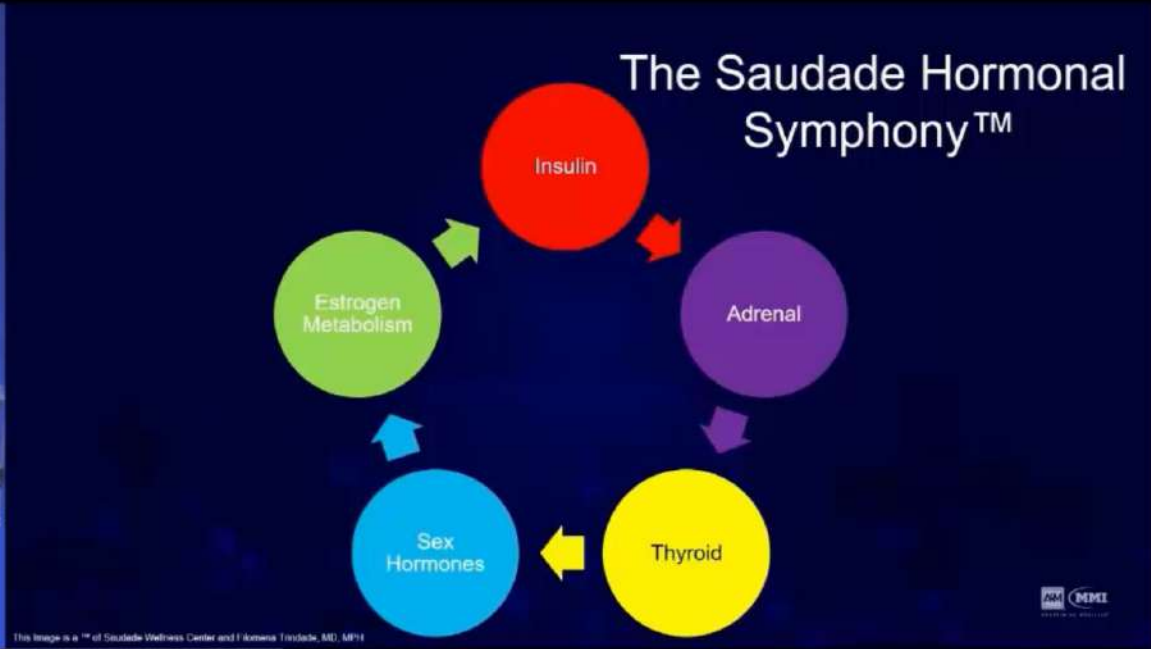 The Saudade Hormonal
Symphony™
Insulin
Adrenal
Thyroid
Sex
Hormones
Estrogen
Metabolism
MMI
This Image is a ™ of Saudade Wellness Center and Filomena Trindade, MD, MPH